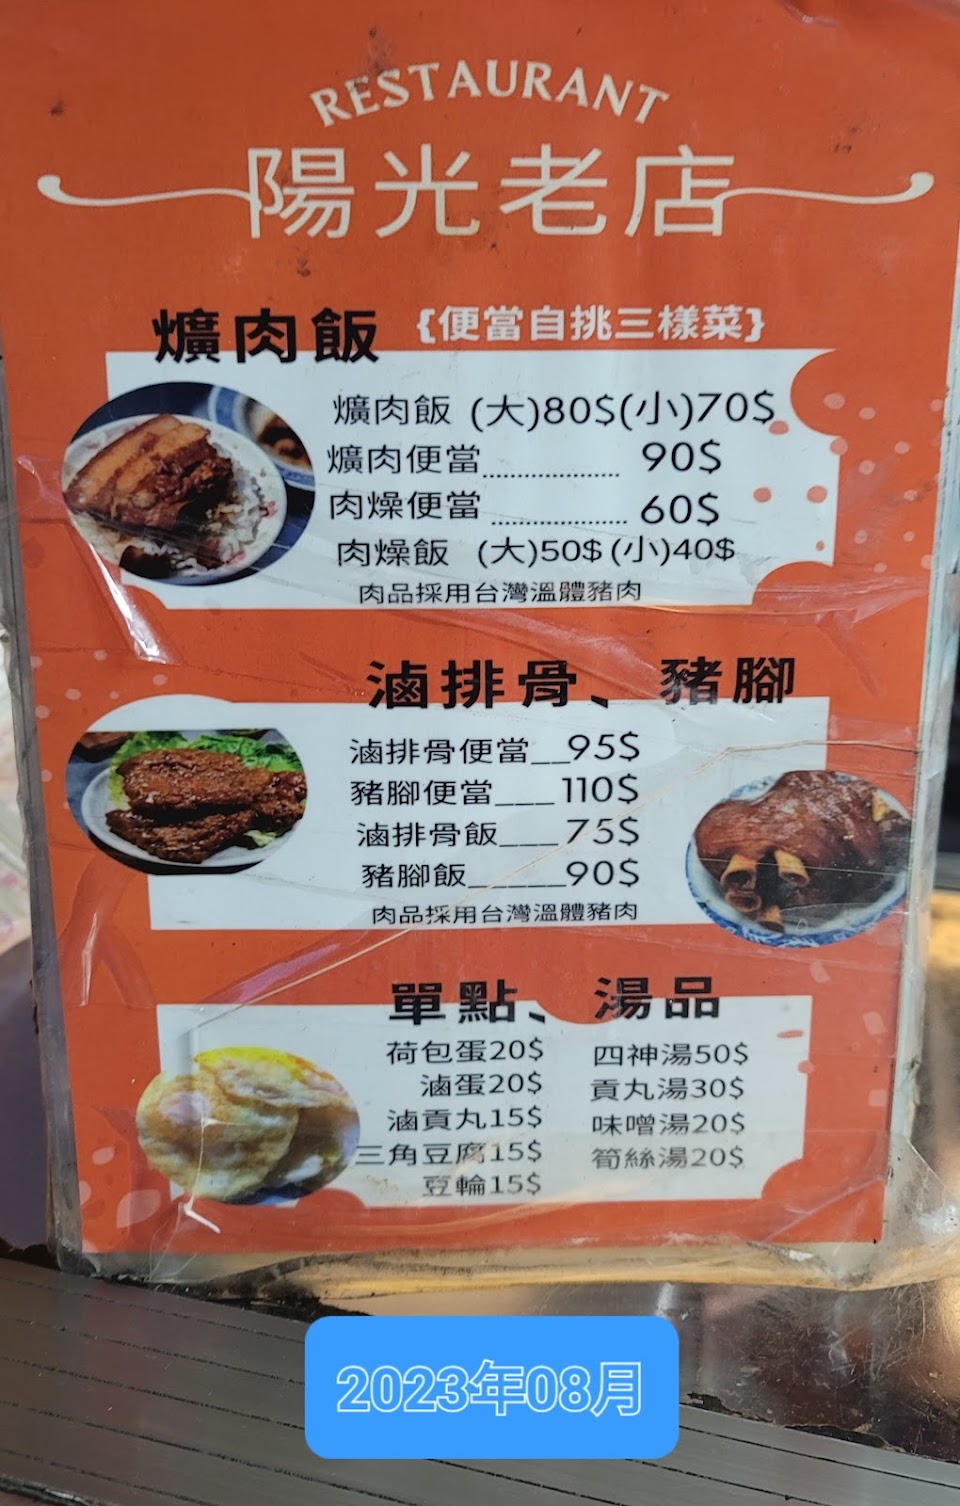 RESTAURANT
陽光老店
爌肉飯 {便當自挑三樣菜}
爌肉飯 (大)80$(小)70$
爌肉便當.................... 90$
肉燥便當.................... 60$
肉燥飯 (大)50$(小)40$
肉品採用台灣溫體豬肉
滷排骨、豬腳
滷排骨便當__95$
豬腳便當___110$
滷排骨飯___75$
豬腳飯_____90$
肉品採用台灣溫體豬肉
單點、湯品
荷包蛋20$ 四神湯50$
滷蛋20$ 貢丸湯30$
滷貢丸15$ 味噌湯20$
三角豆腐15$ 筍絲湯20$
豆輪15$
2023年08月